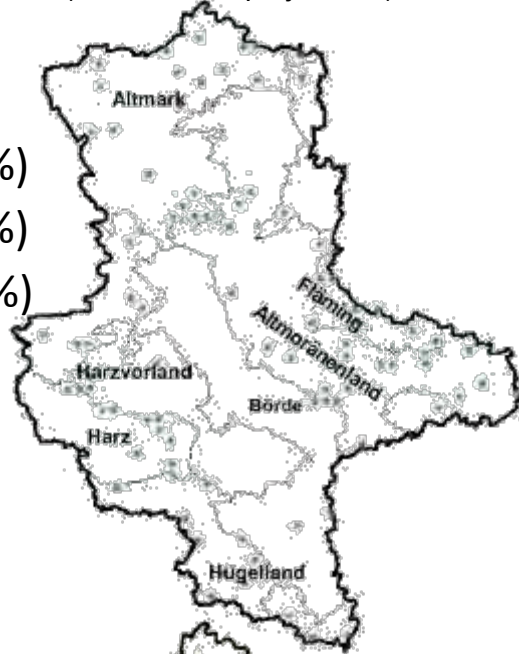 Altmark
%)
%)
%)
Fläming
Altmoränenland
Harzvorland
Börde
Harz
Hügelland